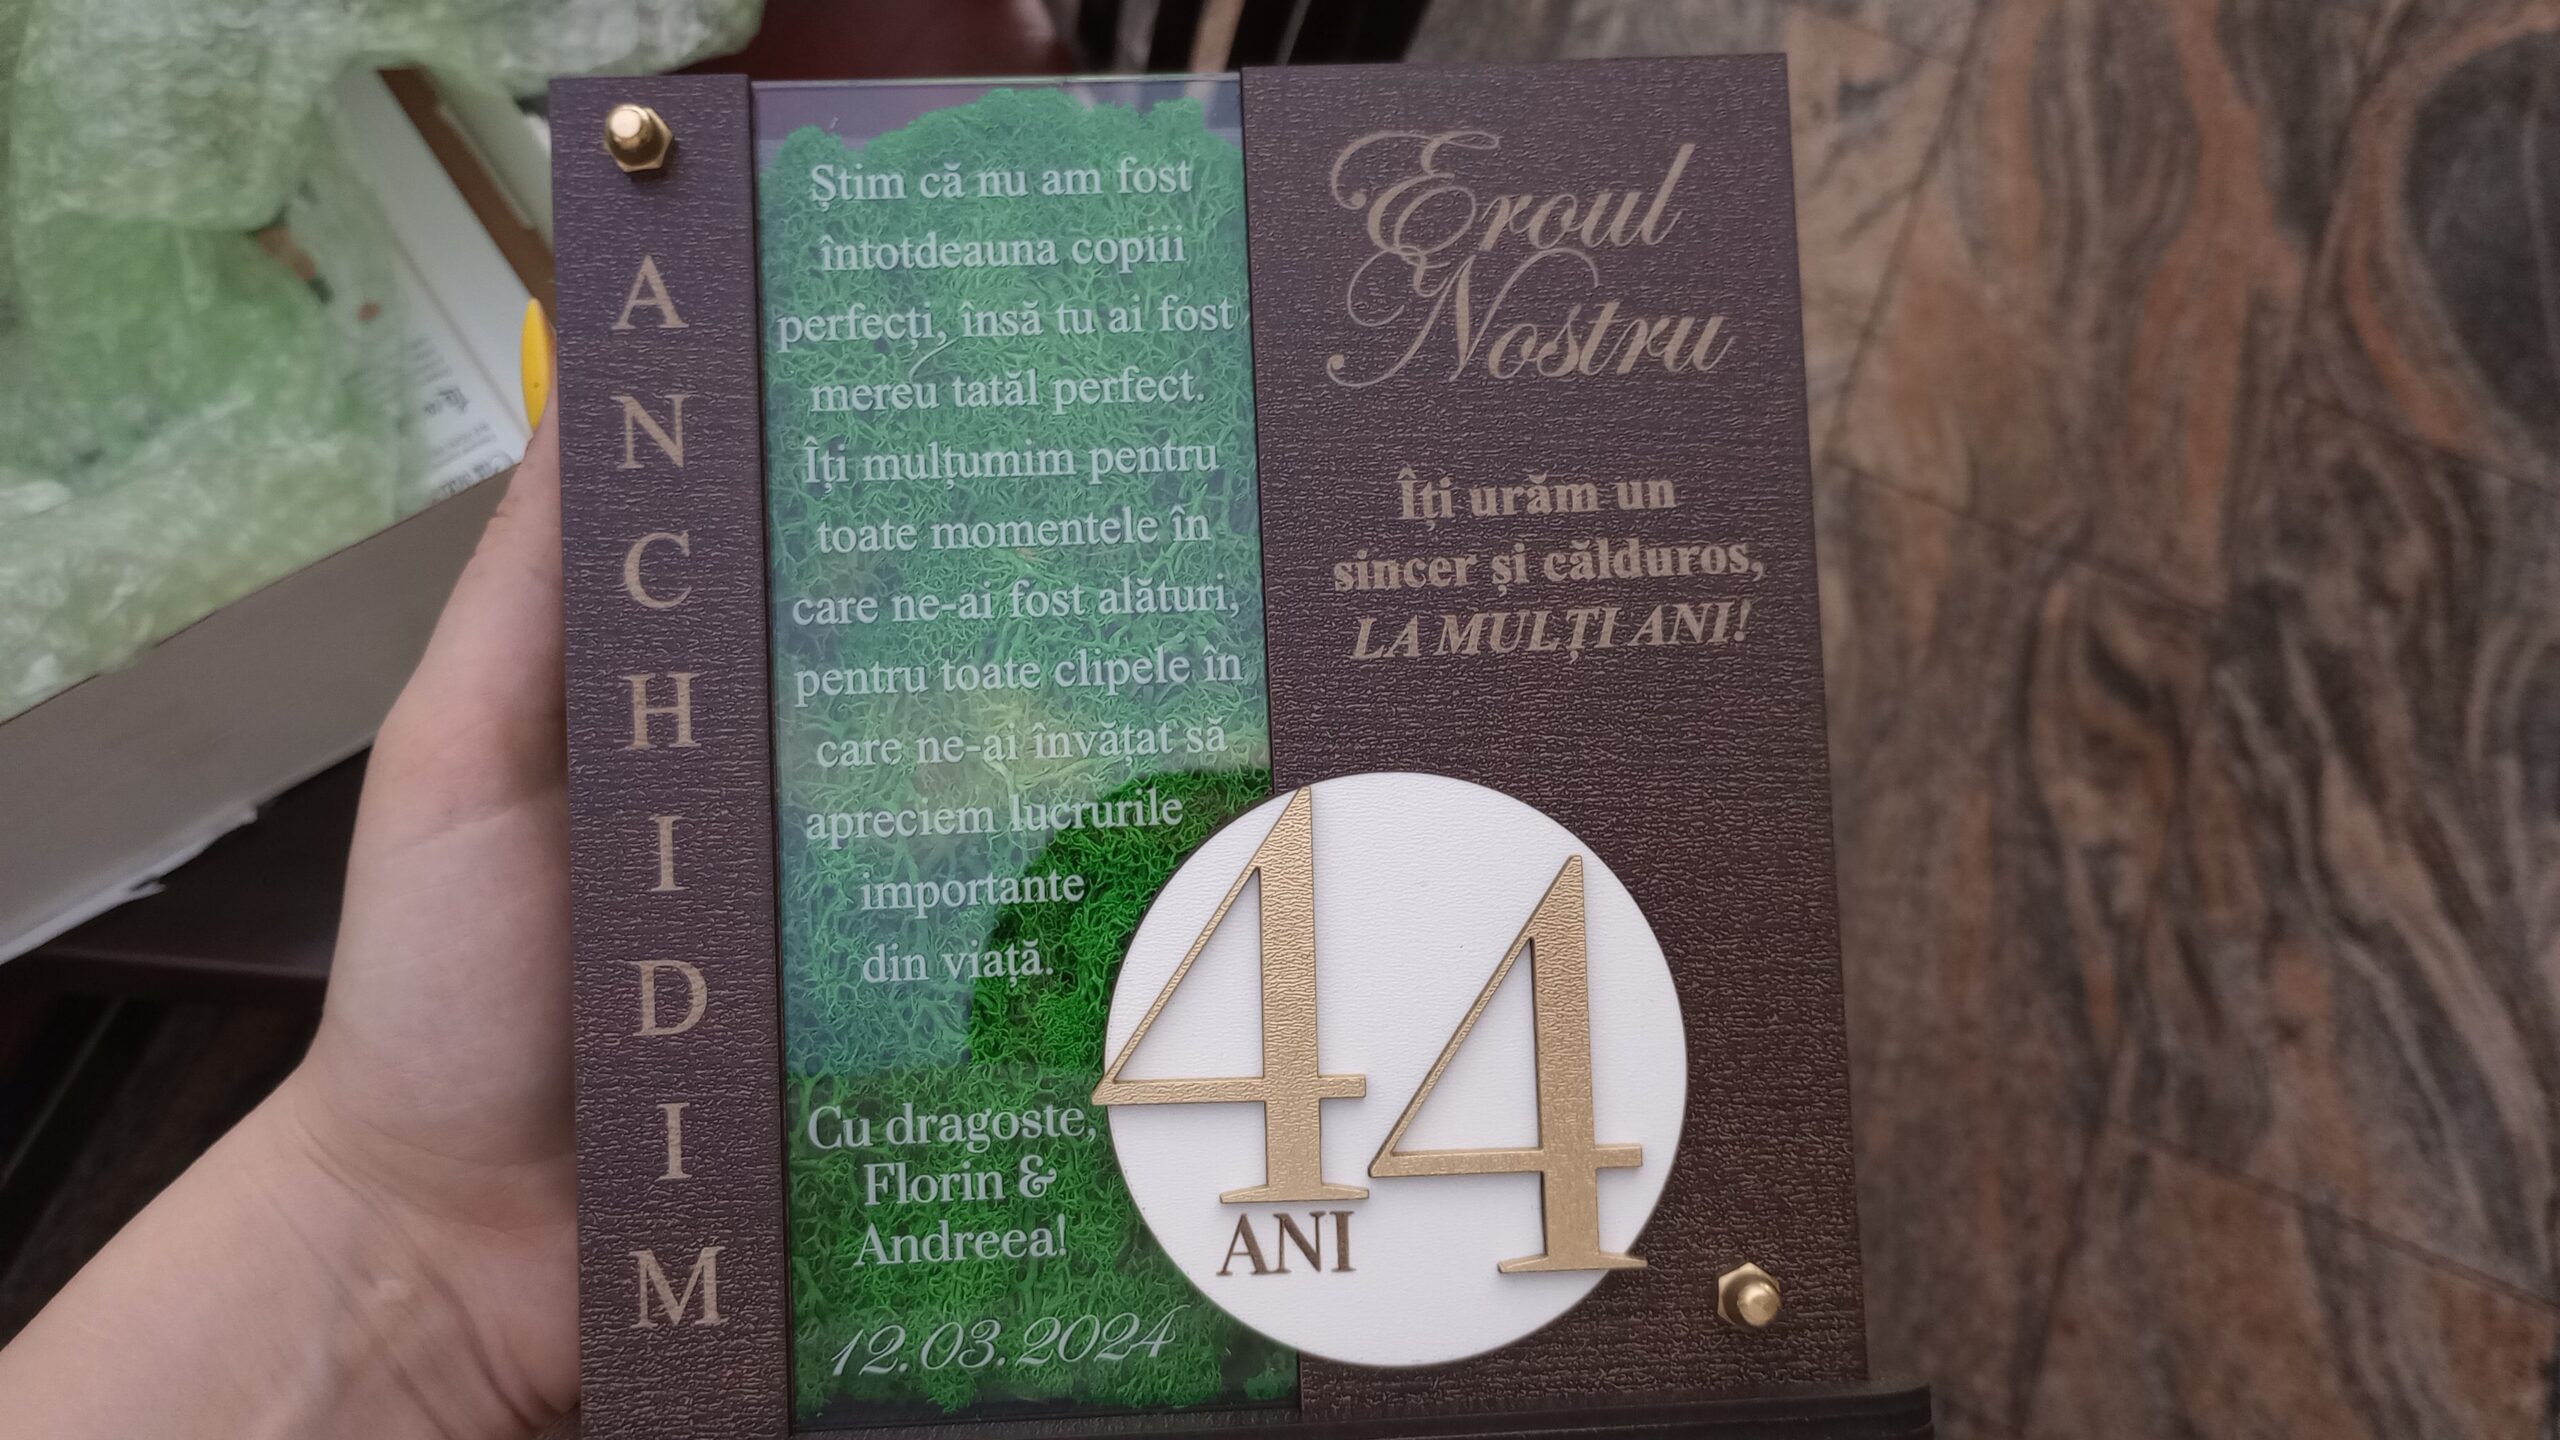 ANCHIDIM
Știm că nu am fost
întotdeauna copiii
perfecți, însă tu ai fost
mereu tatăl perfect.
Îți mulțumim pentru
toate momentele în
care ne-ai fost alături,
pentru toate clipele în
care ne-ai învățat să
apreciem lucrurile
importante
din viață.
Cu dragoste,
Florin &
Andreea!
12.03.2024
Eroul
Nostru
Îți urăm un
sincer și călduros,
LA MULȚI ANI!
44
ANI